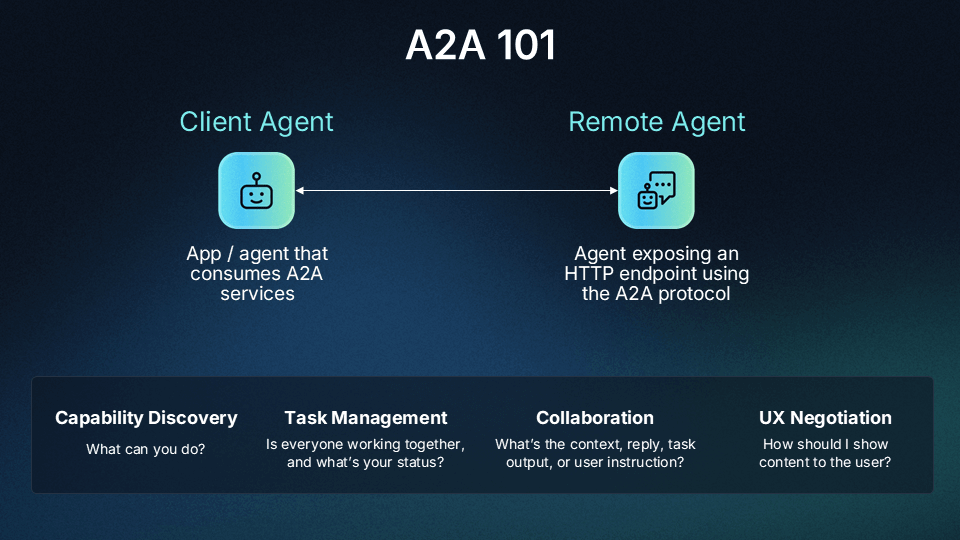 A2A 101
Client Agent
Remote Agent
App / agent that
consumes A2A
services
Agent exposing an
HTTP endpoint using
the A2A protocol
Capability Discovery
What can you do?
Task Management
Is everyone working together,
and what's your status?
Collaboration
What's the context, reply, task
output, or user instruction?
UX Negotiation
How should I show
content to the user?